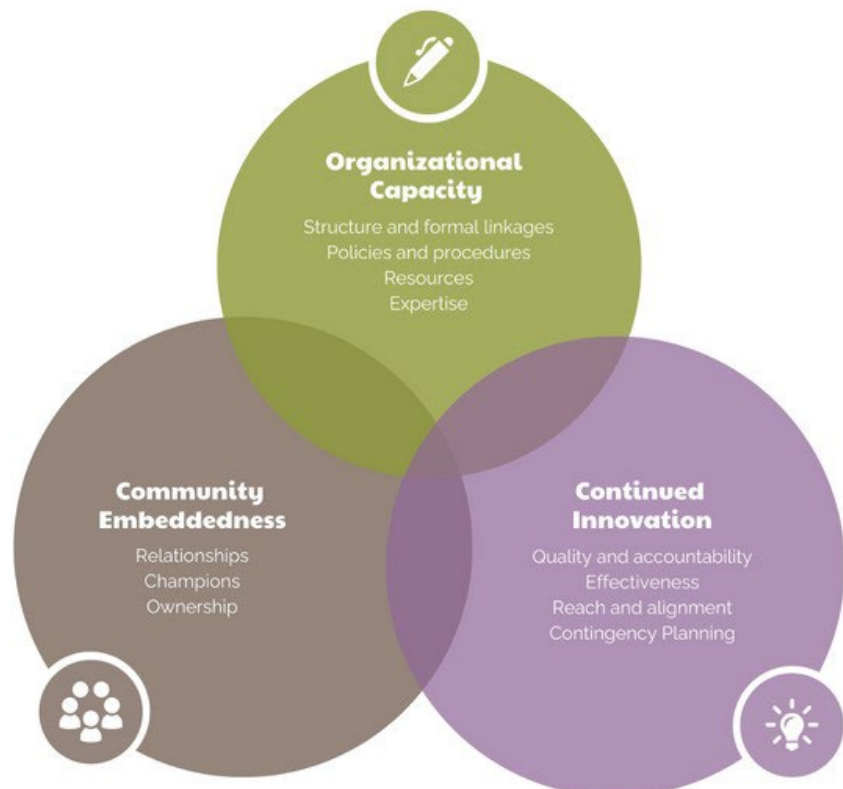 Organizational
Capacity
Structure and formal linkages
Policies and procedures
Resources
Expertise
Community
Embeddedness
Relationships
Champions
Ownership
Continued
Innovation
Quality and accountability
Effectiveness
Reach and alignment
Contingency Planning